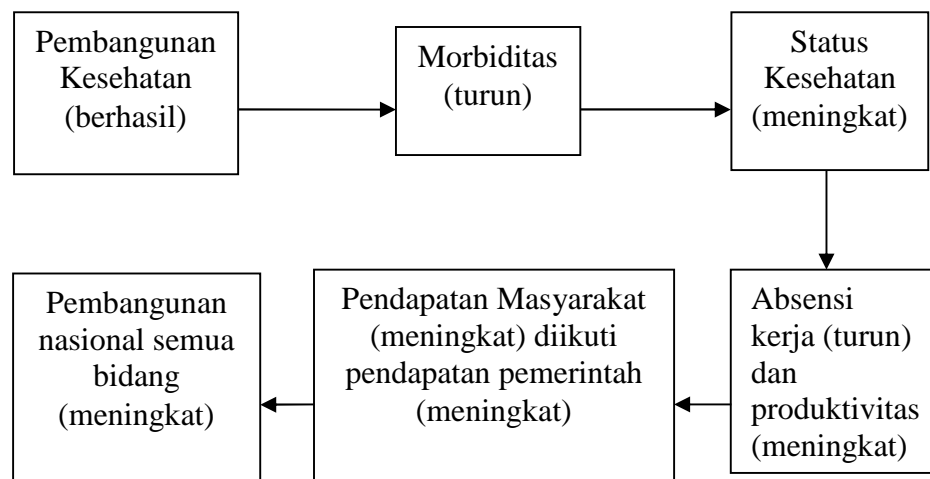 Pembangunan
Kesehatan
(berhasil)
Morbiditas
(turun)
Status
Kesehatan
(meningkat)
Absensi
kerja (turun)
dan
produktivitas
(meningkat)
Pendapatan Masyarakat
(meningkat) diikuti
pendapatan pemerintah
(meningkat)
Pembangunan
nasional semua
bidang
(meningkat)